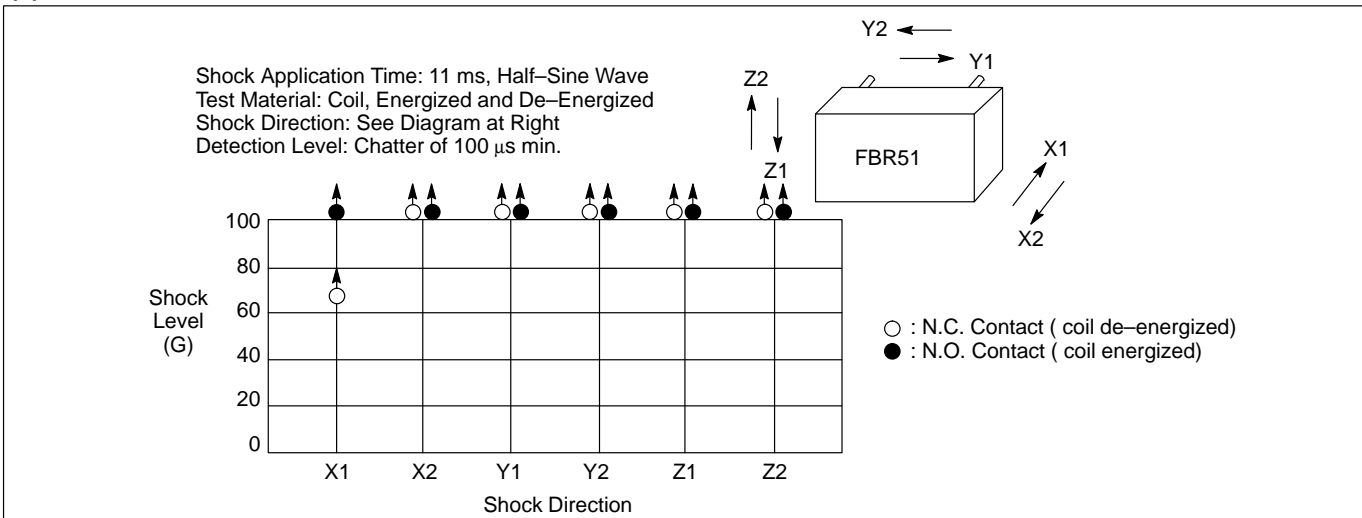 Shock Application Time: 11 ms, Half–Sine Wave
Test Material: Coil, Energized and De–Energized
Shock Direction: See Diagram at Right
Detection Level: Chatter of 100 μs min.
Y2
Y1
Z2
Z1
FBR51
X1
X2
100
80
60
40
20
0
Shock
Level
(G)
X1 X2 Y1 Y2 Z1 Z2
Shock Direction
: N.C. Contact ( coil de–energized)
: N.O. Contact ( coil energized)